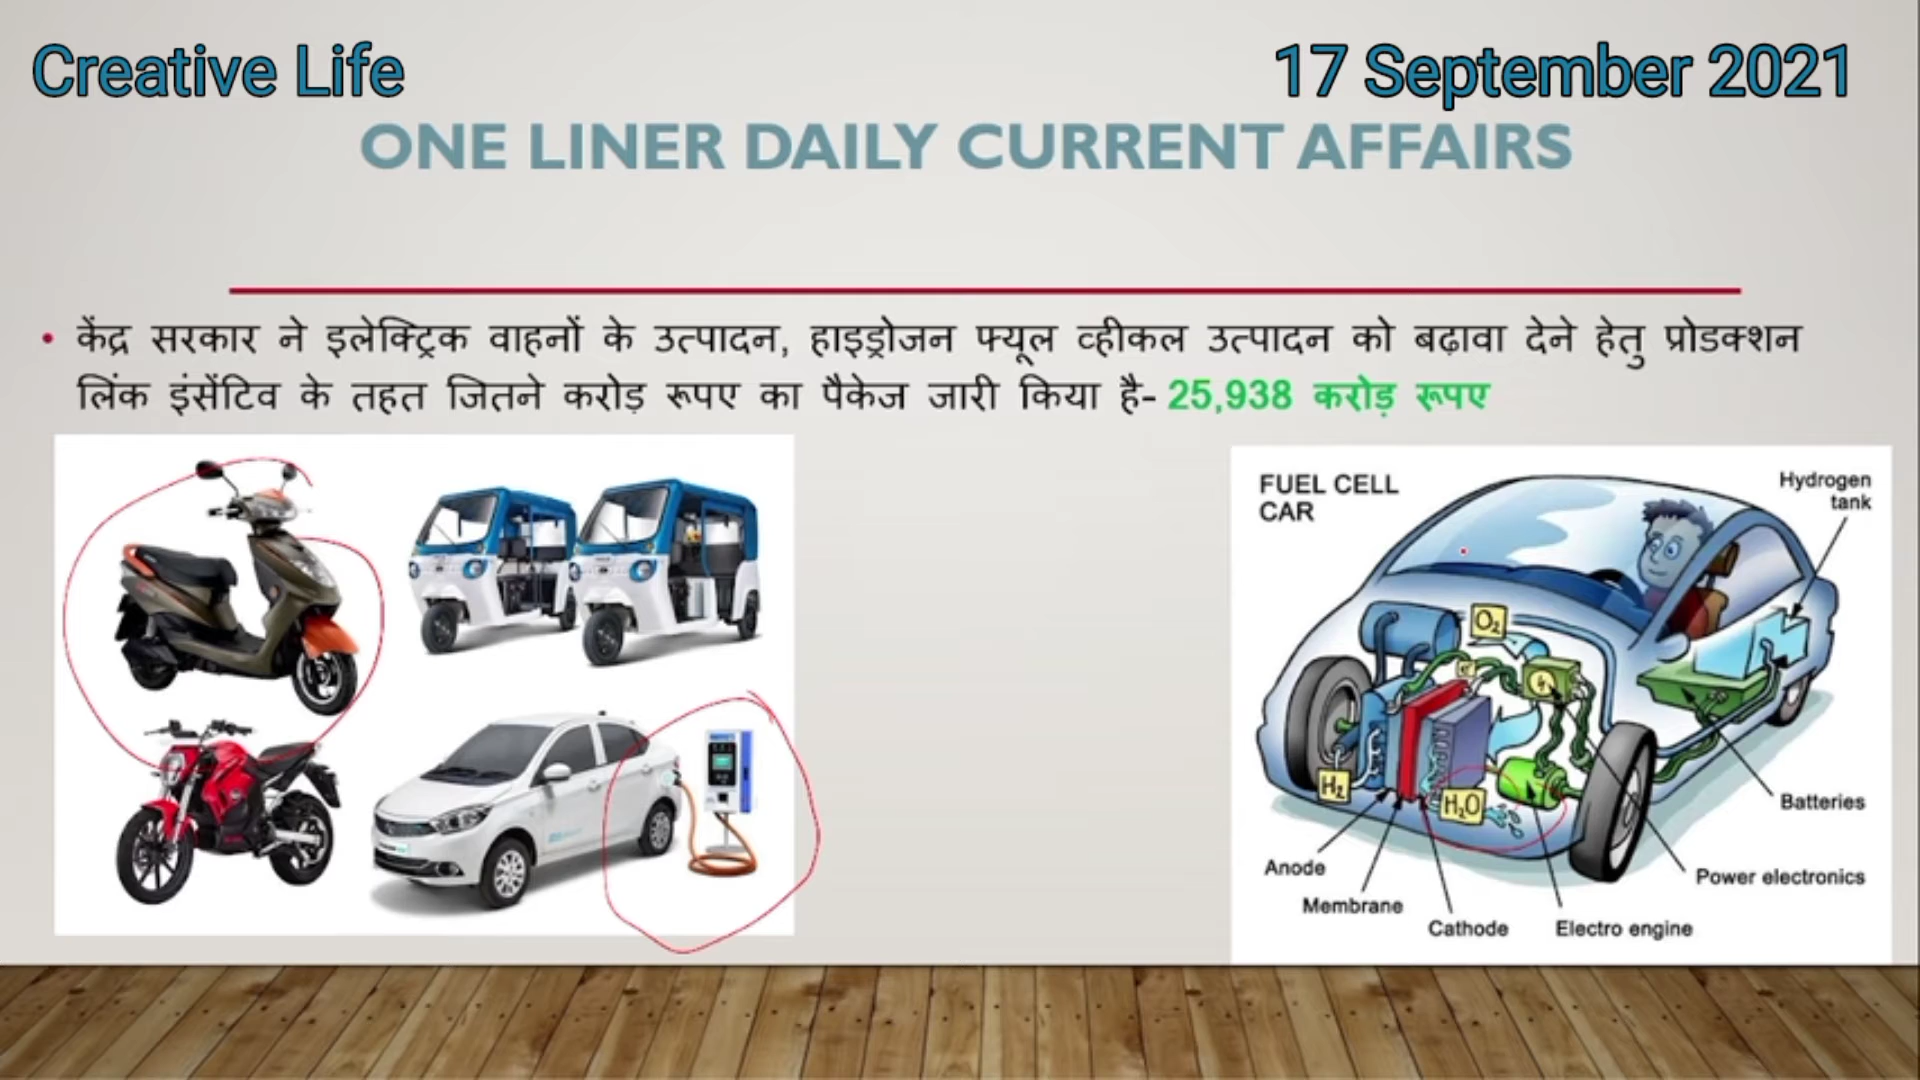 Creative Life
17 September 2021
ONE LINER DAILY CURRENT AFFAIRS
• केंद्र सरकार ने इलेक्ट्रिक वाहनों के उत्पादन, हाइड्रोजन फ्यूल व्हीकल उत्पादन को बढ़ावा देने हेतु प्रोडक्शन
लिंक इंसेंटिव के तहत जितने करोड़ रूपए का पैकेज जारी किया है- 25,938 करोड़ रूपए
FUEL CELL
CAR
Hydrogen
tank
O2
H2
H2O
Batteries
Anode
Power electronics
Membrane
Cathode
Electro engine